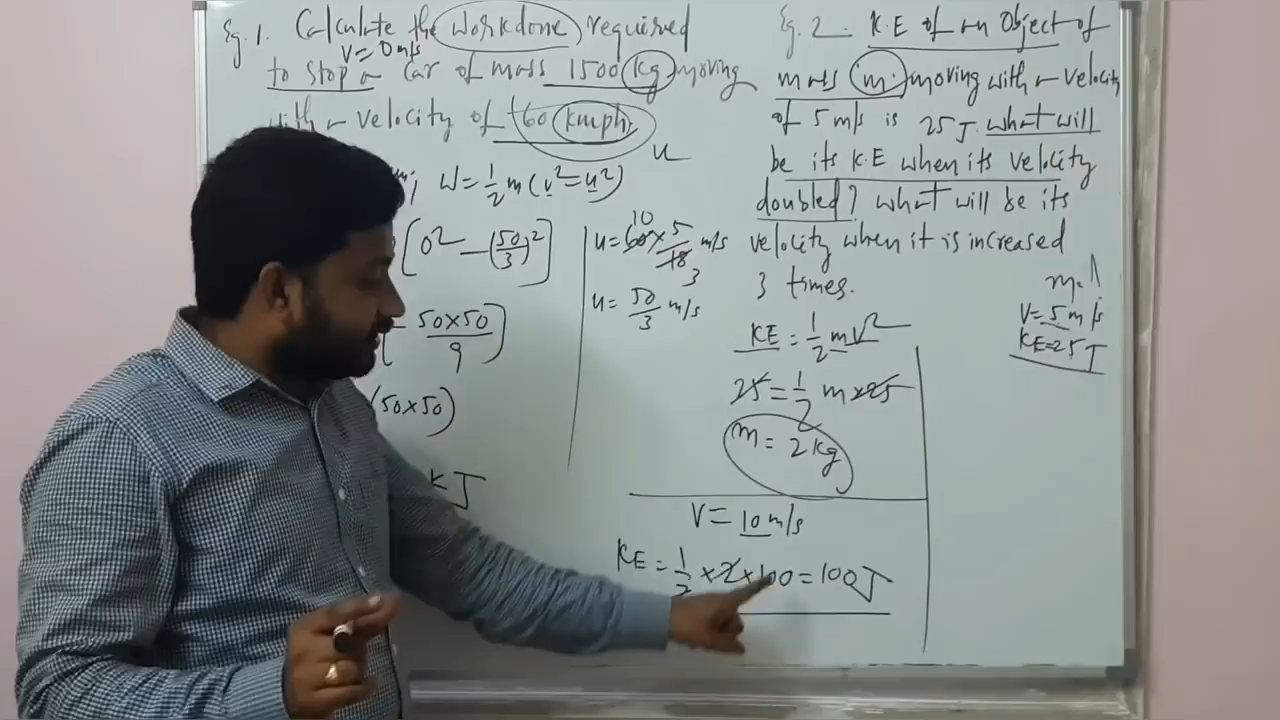 Eg. 1. Calculate the workdone, required
V = 0 m/s
to stop a car of mass 1500 kg moving
with a velocity of 60 kmph,
u
W = 1/2 m (v² - u²)
[0² - (50/3)²]
- 50×50/9)
(50×50)
KJ
10
u = 60 × 5/18 m/s
3
u = 50/3 m/s
Eg. 2. K.E of an Object of
mass 'm' moving with a velocity
of 5 m/s is 25 J. what will
be its K.E when its velocity
doubled? what will be its
velocity when it is increased
3 times.
KE = 1/2 mV²
25 = 1/2 m×25
m = 2 kg
V = 10 m/s
KE = 1/2 × 2 × 100 = 100 J
m.
V = 5 m/s
KE = 25 J